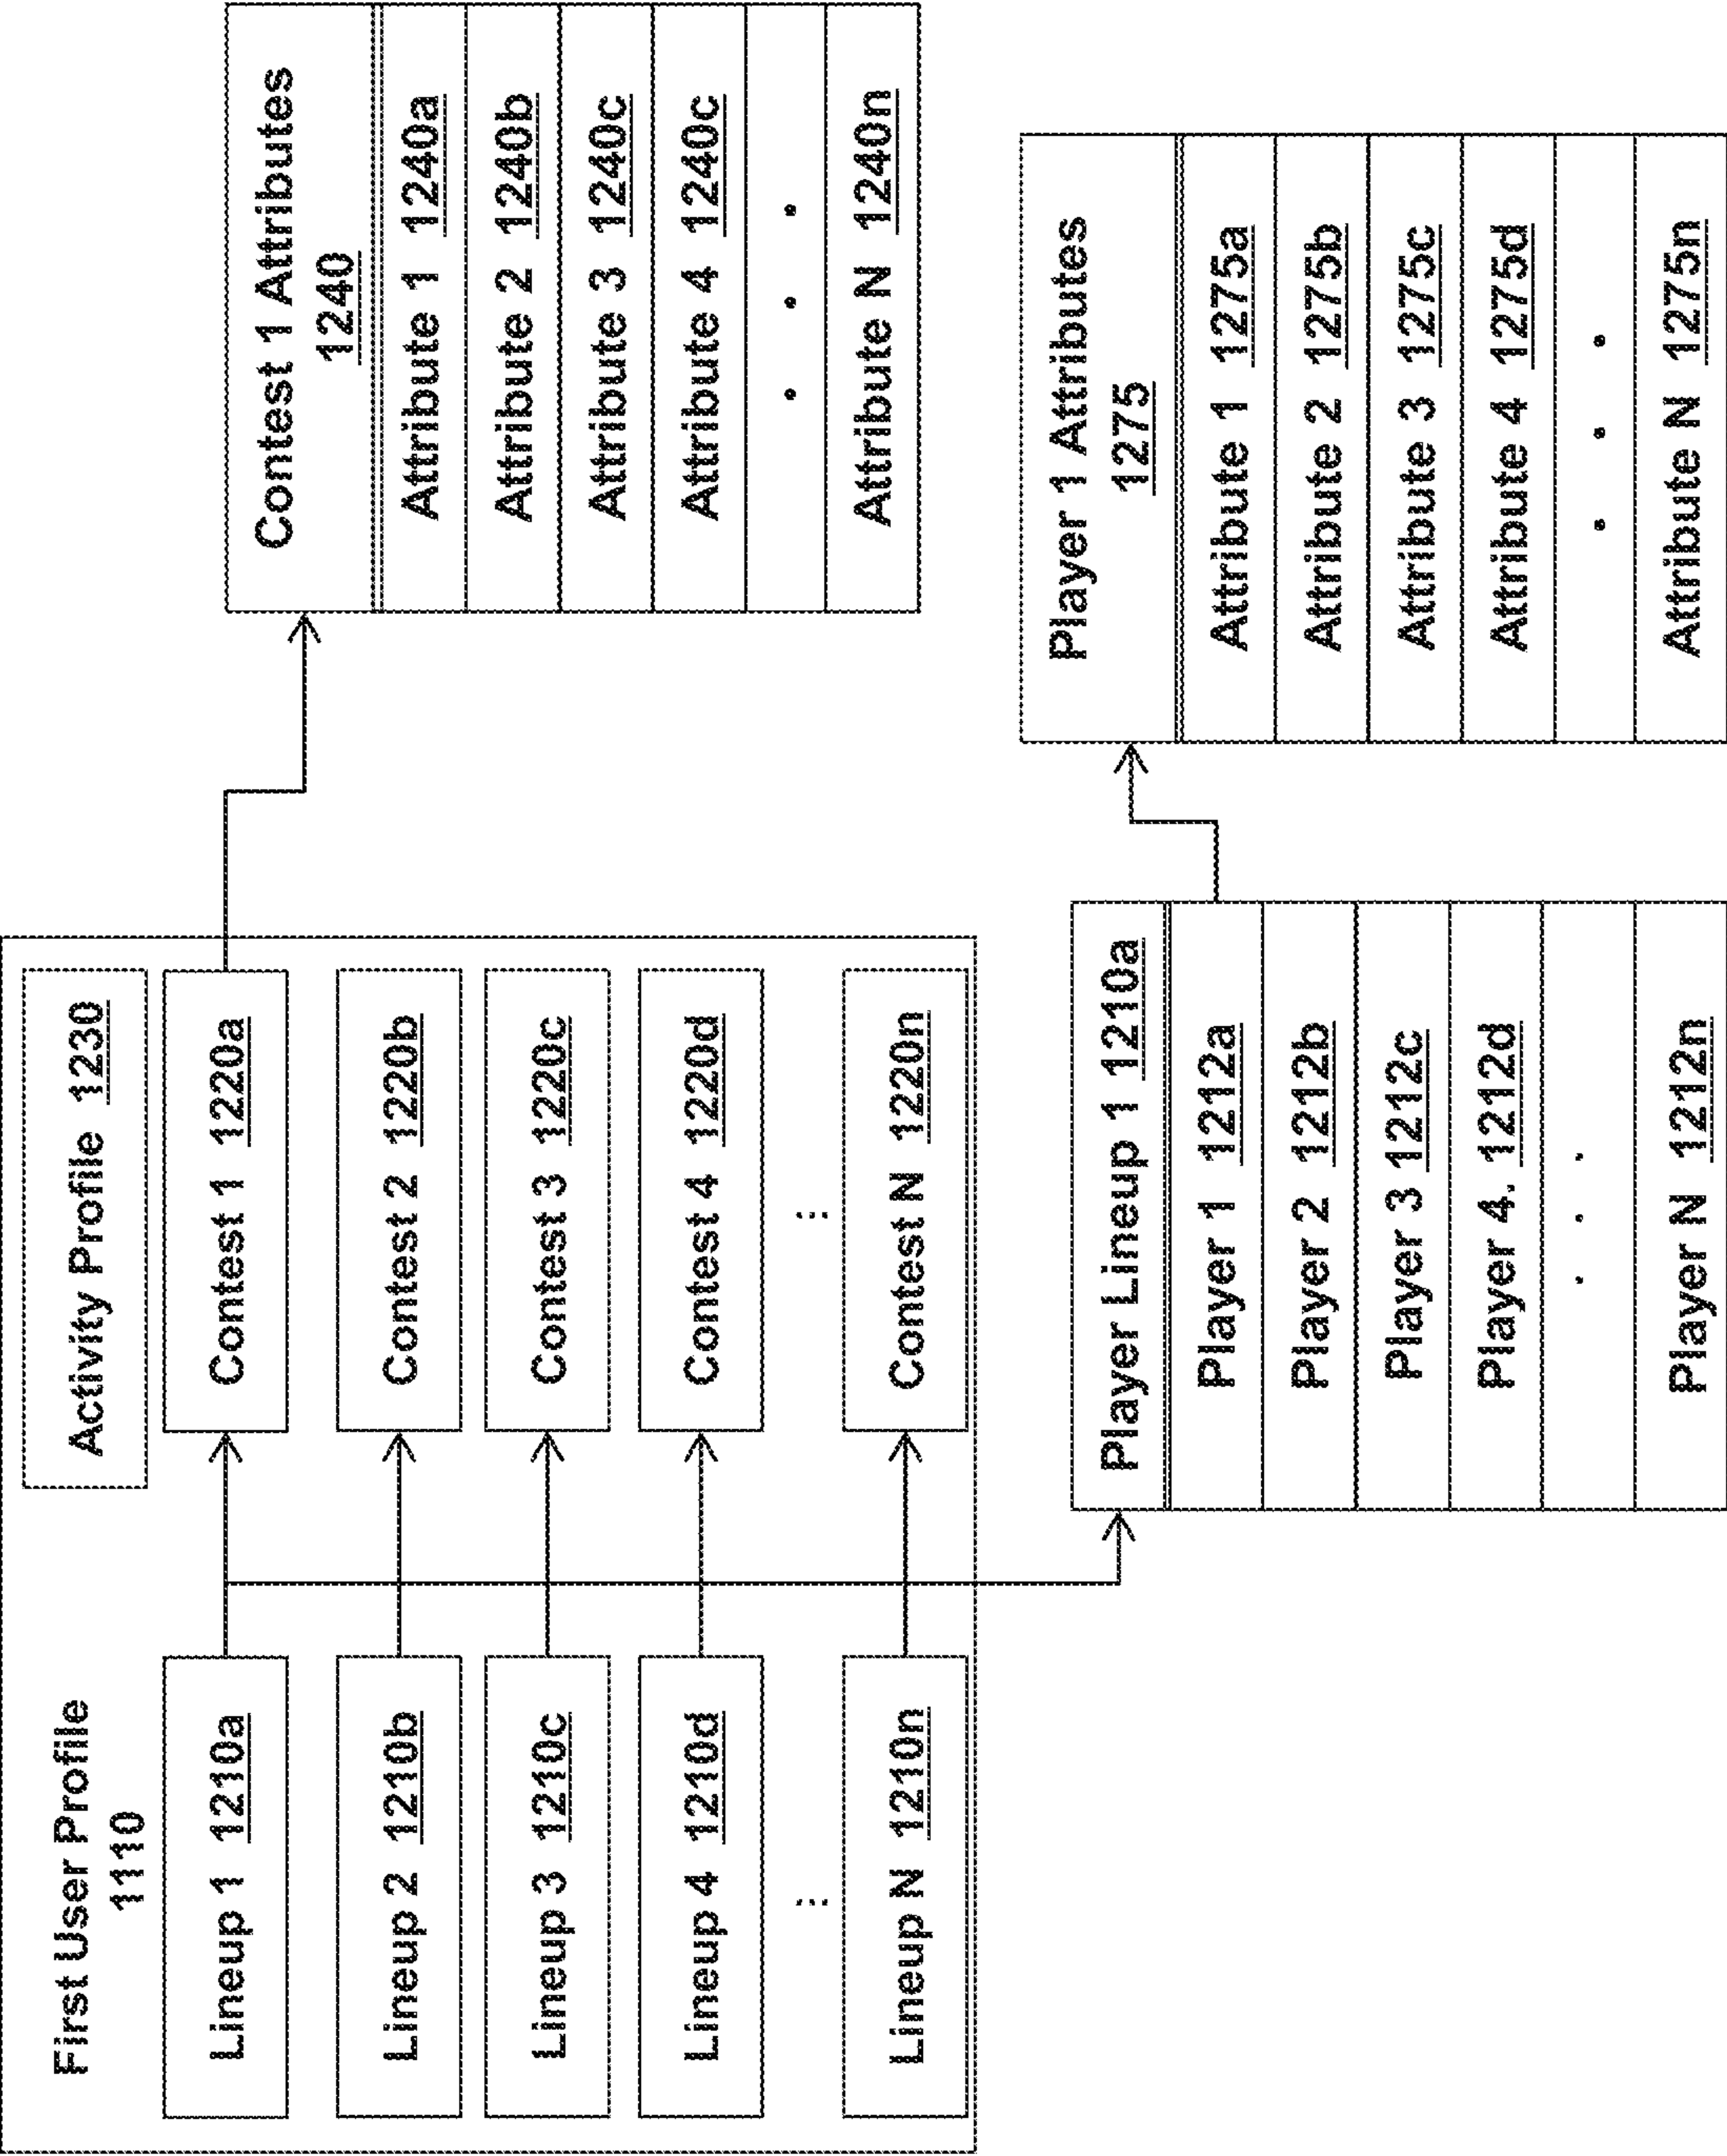 First User Profile
1110
Activity Profile 1230
Lineup 1 1210a
Contest 1 1220a
Lineup 2 1210b
Contest 2 1220b
Lineup 3 1210c
Contest 3 1220c
Lineup 4 1210d
Contest 4 1220d
...
...
Lineup N 1210n
Contest N 1220n
Contest 1 Attributes
1240
Attribute 1 1240a
Attribute 2 1240b
Attribute 3 1240c
Attribute 4 1240c
. . .
Attribute N 1240n
Player Lineup 1 1210a
Player 1 1212a
Player 2 1212b
Player 3 1212c
Player 4. 1212d
. . .
Player N 1212n
Player 1 Attributes
1275
Attribute 1 1275a
Attribute 2 1275b
Attribute 3 1275c
Attribute 4 1275d
. . .
Attribute N 1275n